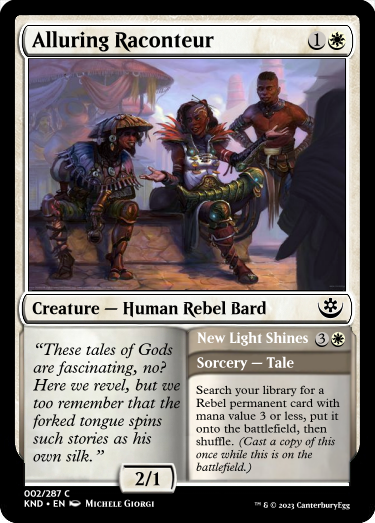 Alluring Raconteur 1
Creature — Human Rebel Bard
“These tales of Gods
are fascinating, no?
Here we revel, but we
too remember that the
forked tongue spins
such stories as his
own silk.”
New Light Shines 3
Sorcery — Tale
Search your library for a
Rebel permanent card with
mana value 3 or less, put it
onto the battlefield, then
shuffle. (Cast a copy of this
once while this is on the
battlefield.)
2/1
002/287 C
KND • EN Michele Giorgi
™ & © 2023 CanterburyEgg